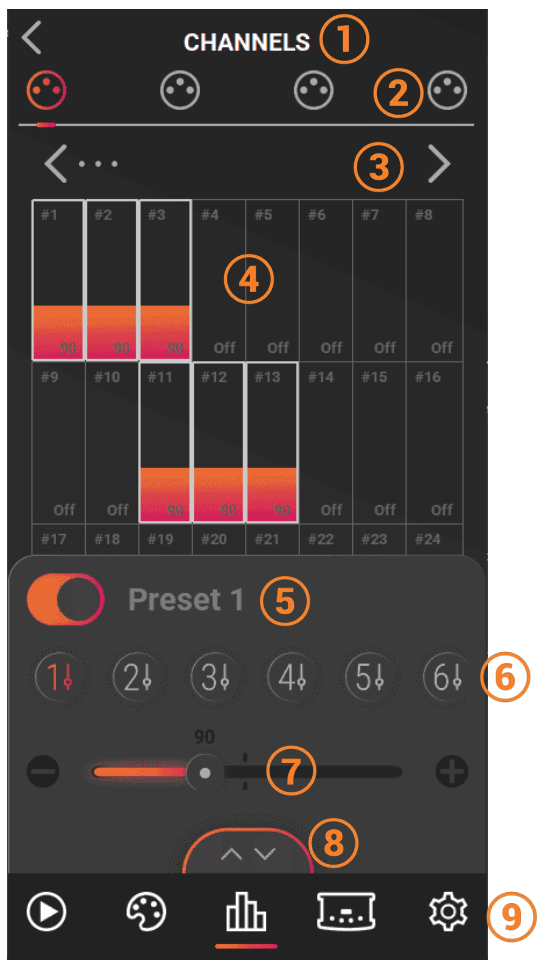 CHANNELS 1
2
3
#1 #2 #3 #4 #5 #6 #7 #8
4
90 90 90 Off Off Off Off Off
#9 #10 #11 #12 #13 #14 #15 #16
Off Off 90 90 90 Off Off Off
#17 #18 #19 #20 #21 #22 #23 #24
Preset 1 5
1 2 3 4 5 6 6
90
7
8
9